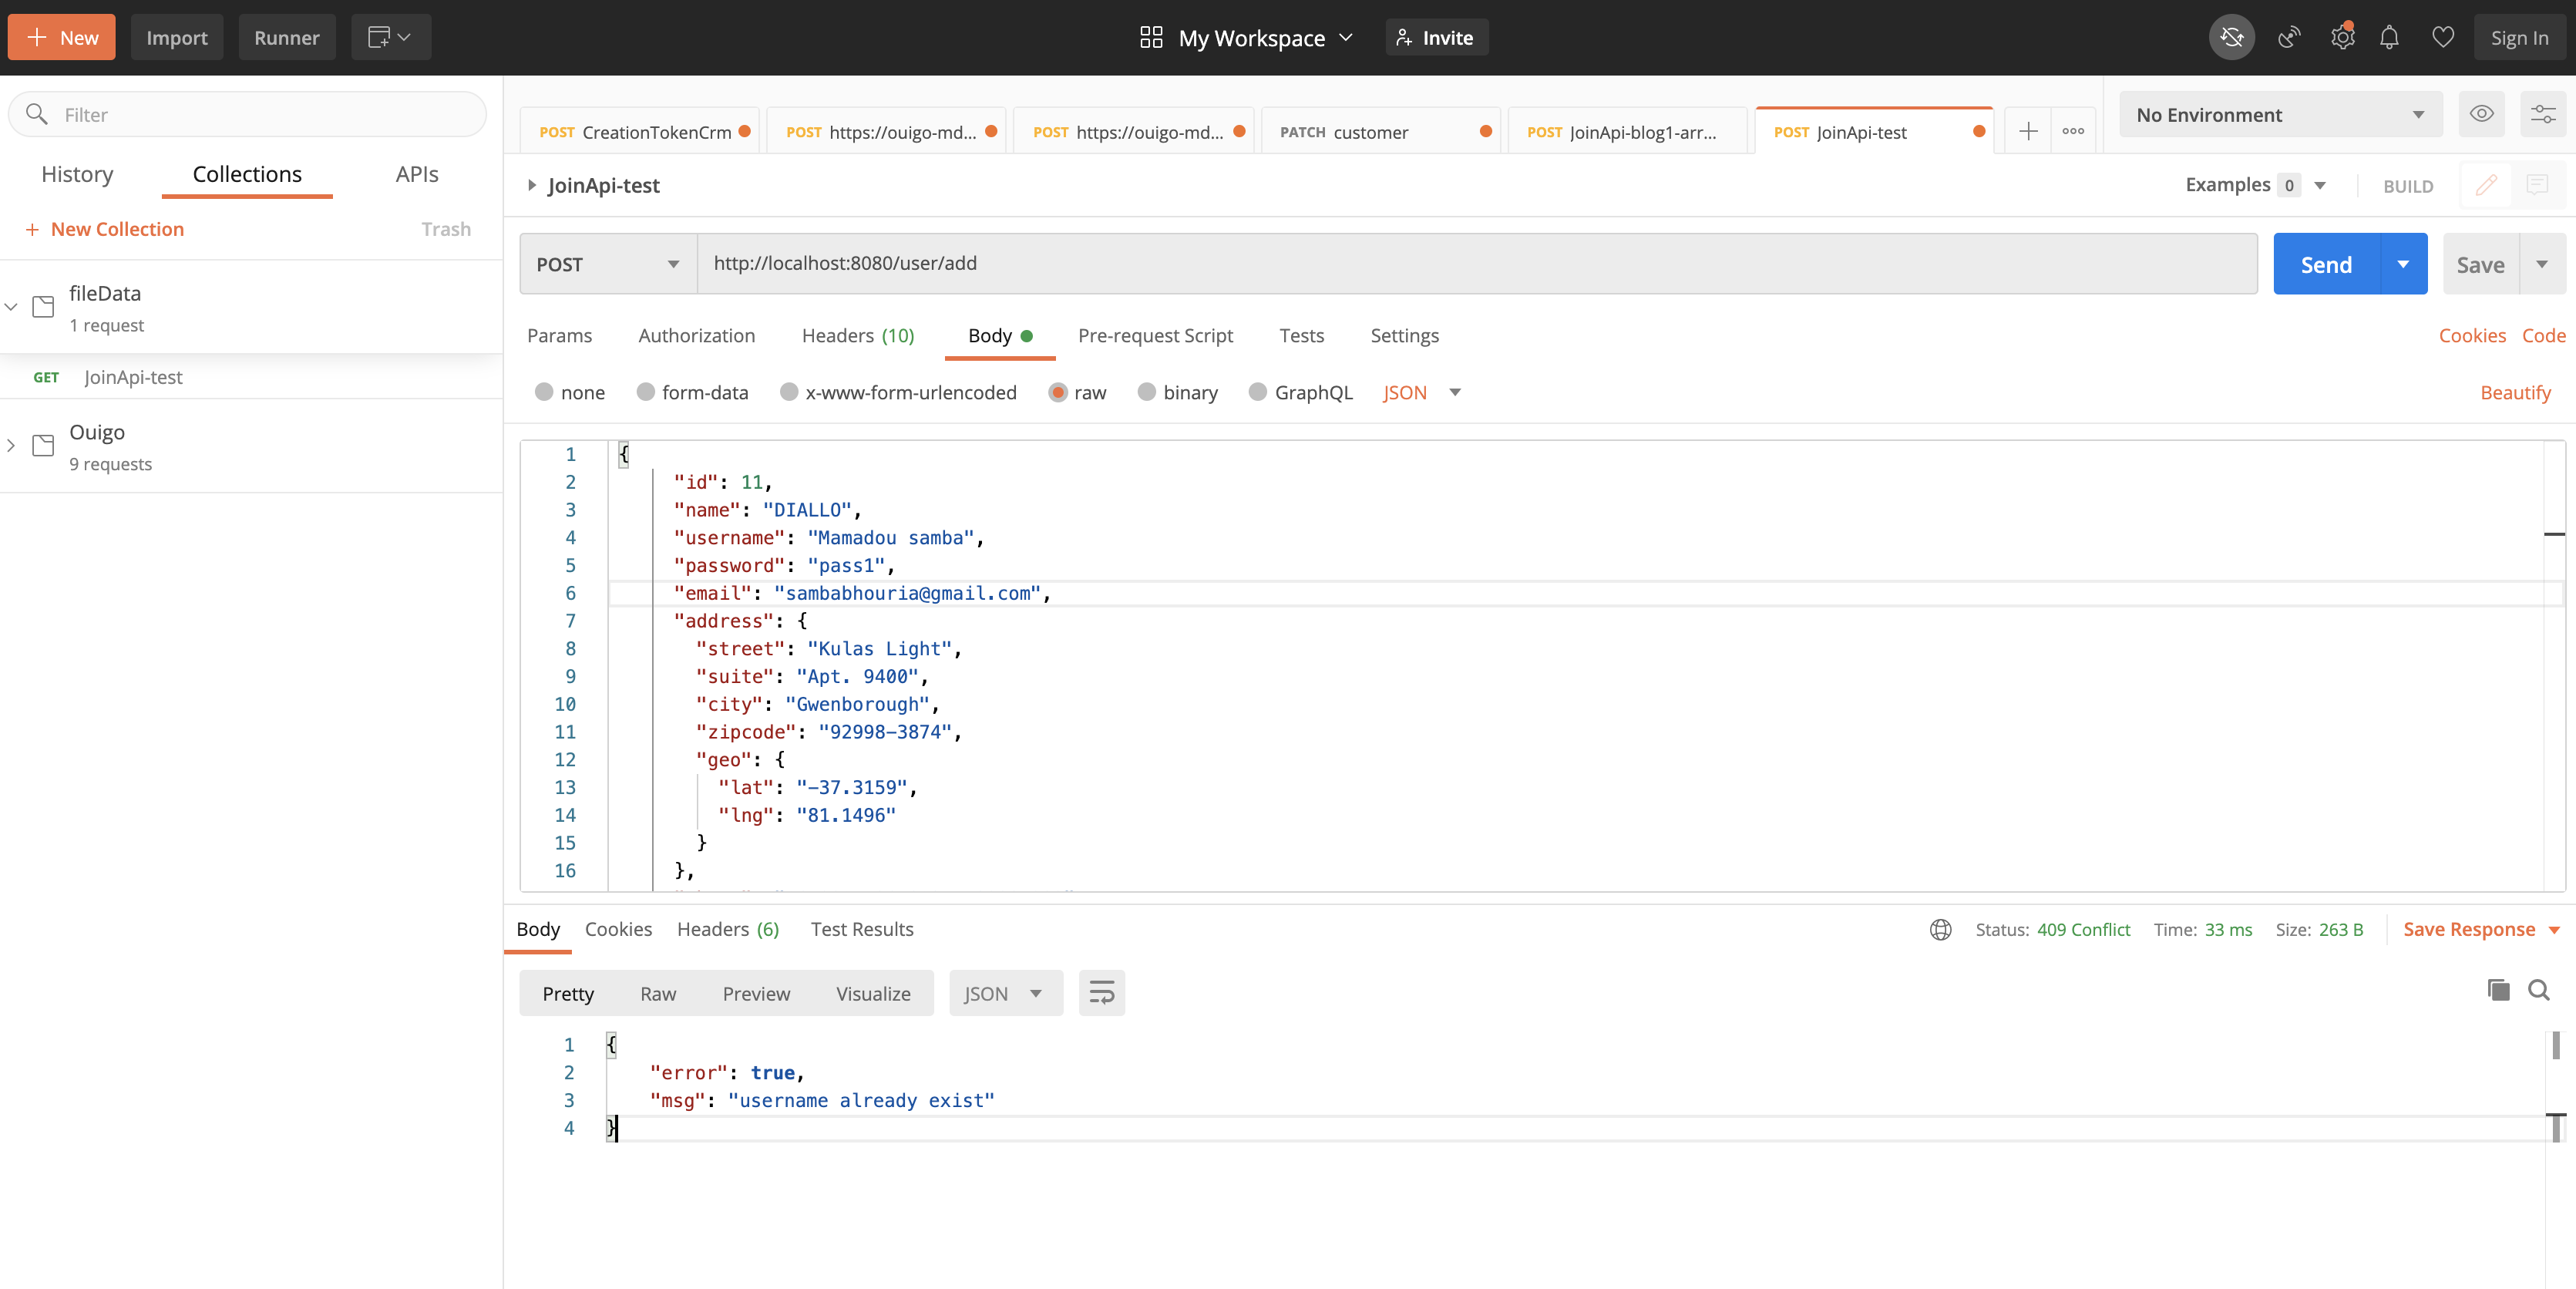 New
Import
Runner
My Workspace
Invite
Sign In
Filter
History
Collections
APIs
New Collection
Trash
fileData
1 request
GET JoinApi-test
Ouigo
9 requests
POST CreationTokenCrm
POST https://ouigo-md...
POST https://ouigo-md...
PATCH customer
POST JoinApi-blog1-arr...
POST JoinApi-test
No Environment
JoinApi-test
Examples 0
BUILD
POST
http://localhost:8080/user/add
Send
Save
Params
Authorization
Headers (10)
Body
Pre-request Script
Tests
Settings
Cookies
Code
none
form-data
x-www-form-urlencoded
raw
binary
GraphQL
JSON
Beautify
1 {
2 "id": 11,
3 "name": "DIALLO",
4 "username": "Mamadou samba",
5 "password": "pass1",
6 "email": "sambabhouria@gmail.com",
7 "address": {
8 "street": "Kulas Light",
9 "suite": "Apt. 9400",
10 "city": "Gwenborough",
11 "zipcode": "92998-3874",
12 "geo": {
13 "lat": "-37.3159",
14 "lng": "81.1496"
15 }
16 },
Body
Cookies
Headers (6)
Test Results
Status: 409 Conflict
Time: 33 ms
Size: 263 B
Save Response
Pretty
Raw
Preview
Visualize
JSON
1 {
2 "error": true,
3 "msg": "username already exist"
4 }